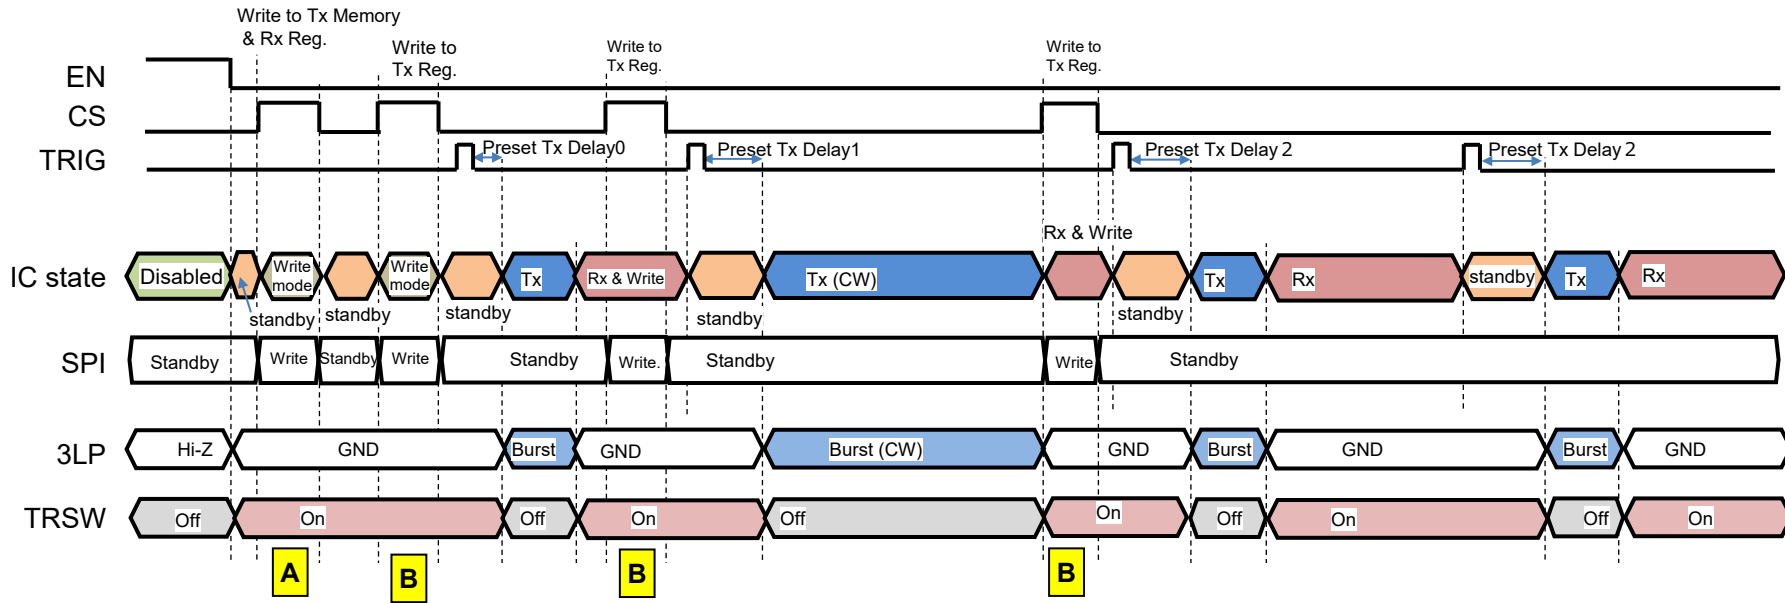 Write to Tx Memory
& Rx Reg.
Write to
Tx Reg.
Write to
Tx Reg.
Write to
Tx Reg.
EN
CS
TRIG
Preset Tx Delay0
Preset Tx Delay1
Preset Tx Delay 2
Preset Tx Delay 2
Rx & Write
IC state
Disabled
Write
mode
Write
mode
Tx
Rx & Write
Tx (CW)
Tx
Rx
standby
Tx
Rx
standby
standby
standby
standby
standby
SPI
Standby
Write
Standby
Write
Standby
Write.
Standby
Write
Standby
3LP
Hi-Z
GND
Burst
GND
Burst (CW)
GND
Burst
GND
Burst
GND
TRSW
Off
On
Off
On
Off
On
Off
On
Off
On
A
B
B
B